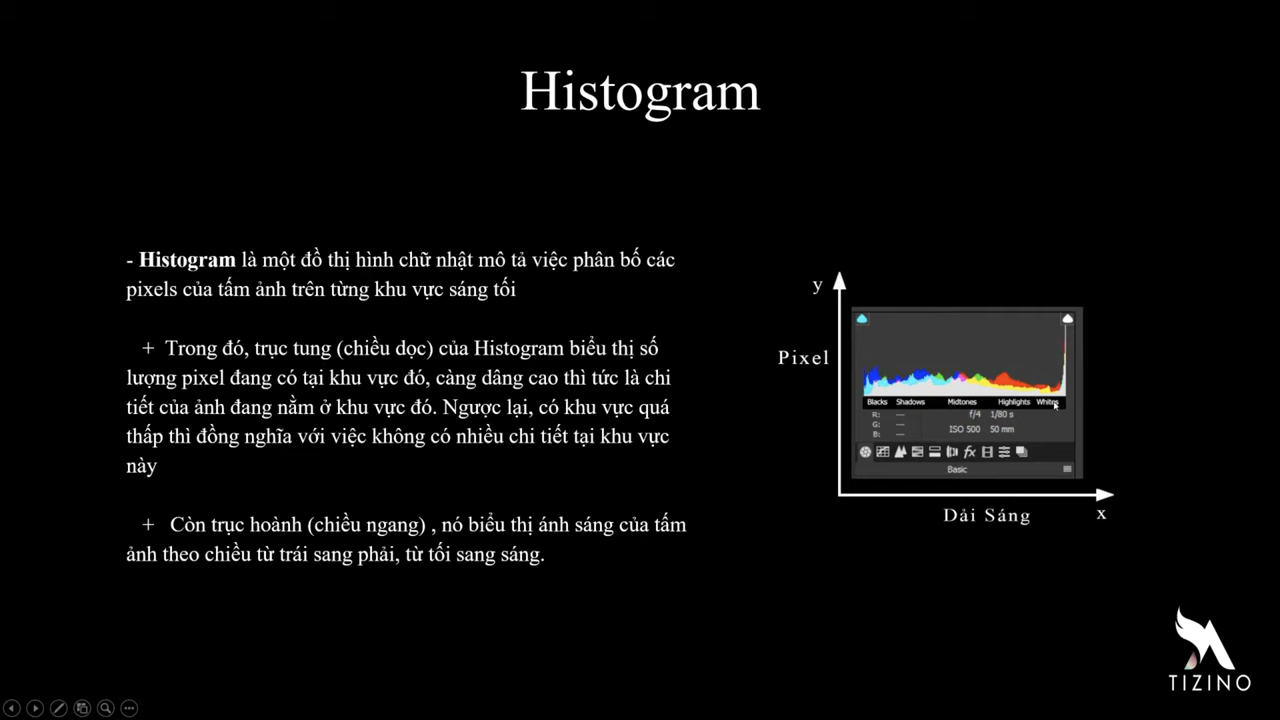 Histogram
- Histogram là một đồ thị hình chữ nhật mô tả việc phân bố các
pixels của tấm ảnh trên từng khu vực sáng tối
+ Trong đó, trục tung (chiều dọc) của Histogram biểu thị số
lượng pixel đang có tại khu vực đó, càng dâng cao thì tức là chi
tiết của ảnh đang nằm ở khu vực đó. Ngược lại, có khu vực quá
thấp thì đồng nghĩa với việc không có nhiều chi tiết tại khu vực
này
+ Còn trục hoành (chiều ngang) , nó biểu thị ánh sáng của tấm
ảnh theo chiều từ trái sang phải, từ tối sang sáng.
y
Pixel
Blacks Shadows Midtones Highlights Whites
R: --- f/4 1/80 s
G: --- ISO 500 50 mm
B: ---
fx
Basic
Dải Sáng
x
TIZINO